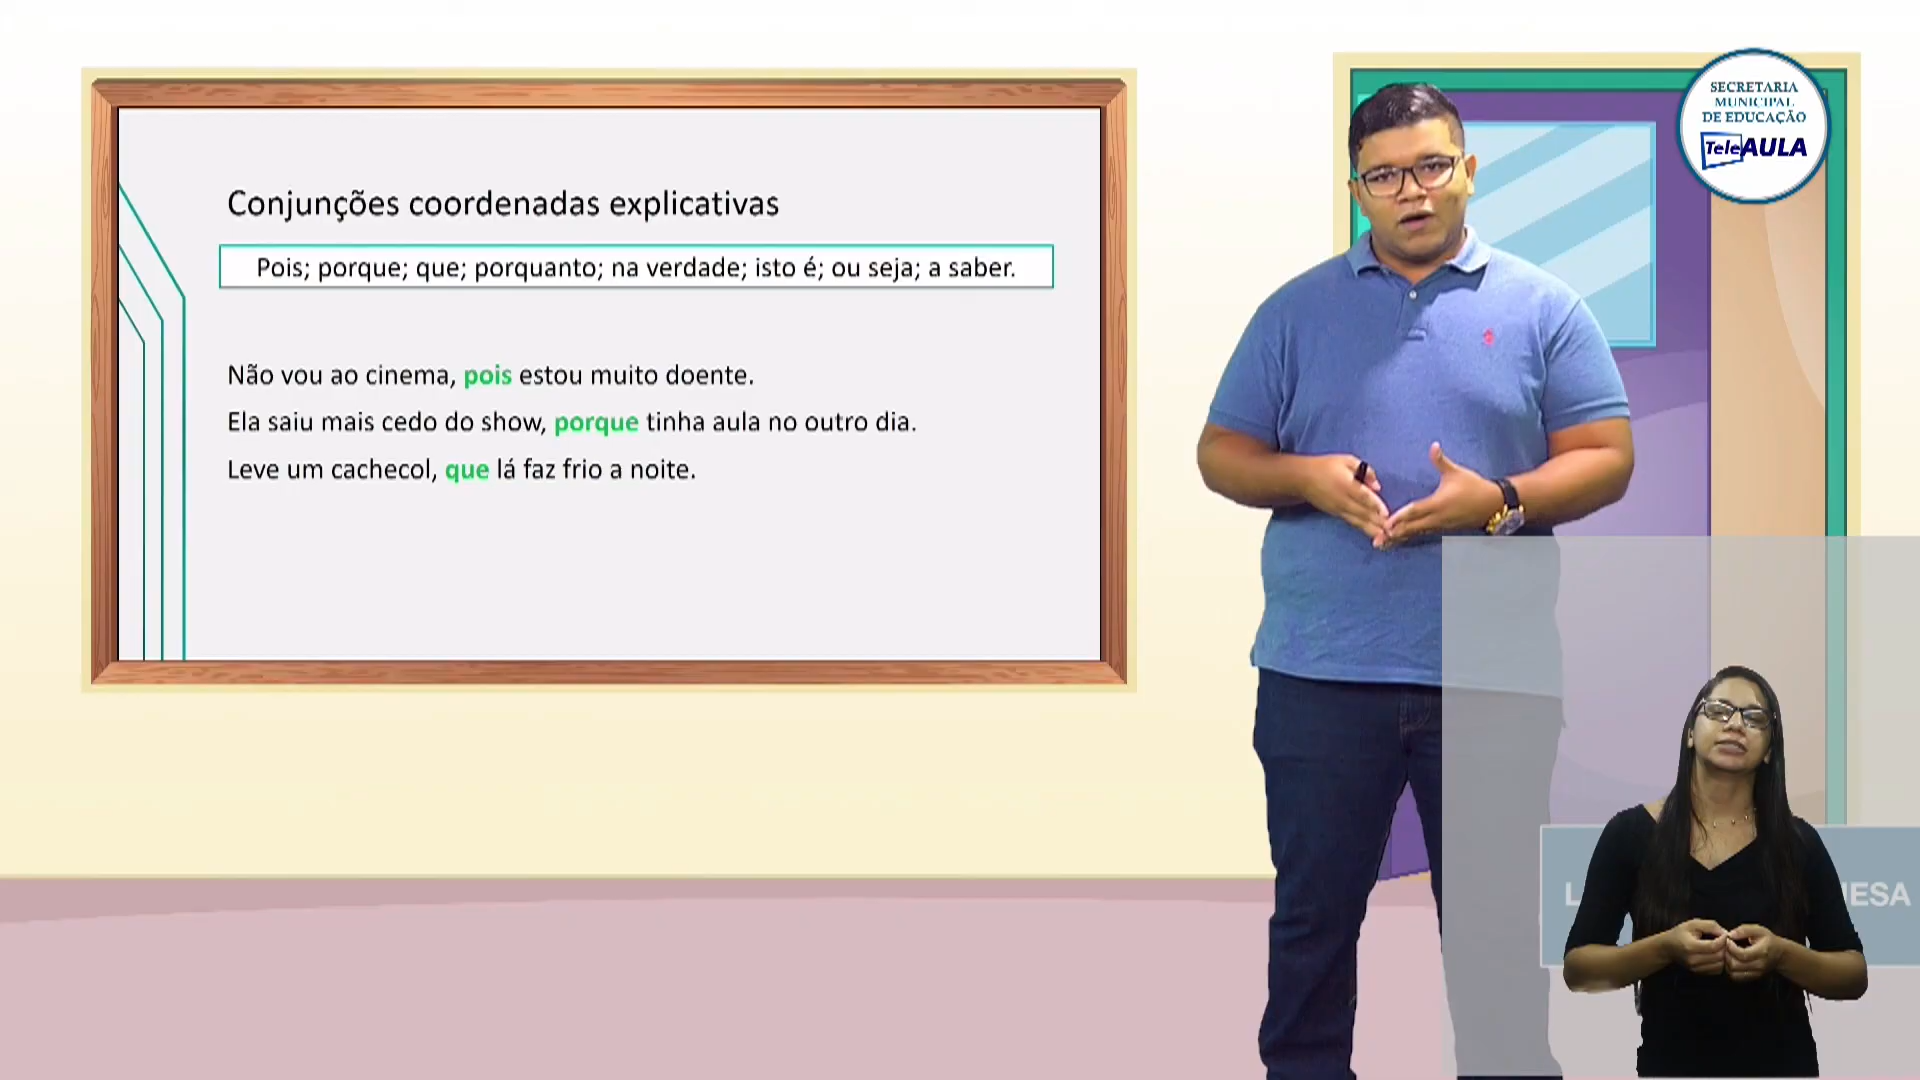 Conjunções coordenadas explicativas
Pois; porque; que; porquanto; na verdade; isto é; ou seja; a saber.
Não vou ao cinema, pois estou muito doente.
Ela saiu mais cedo do show, porque tinha aula no outro dia.
Leve um cachecol, que lá faz frio a noite.
SECRETARIA
MUNICIPAL
DE EDUCAÇÃO
TeleAULA